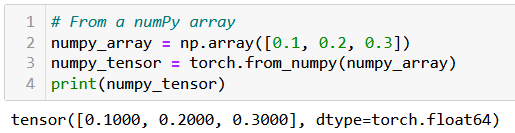 1 # From a numPy array
2 numpy_array = np.array([0.1, 0.2, 0.3])
3 numpy_tensor = torch.from_numpy(numpy_array)
4 print(numpy_tensor)
tensor([0.1000, 0.2000, 0.3000], dtype=torch.float64)